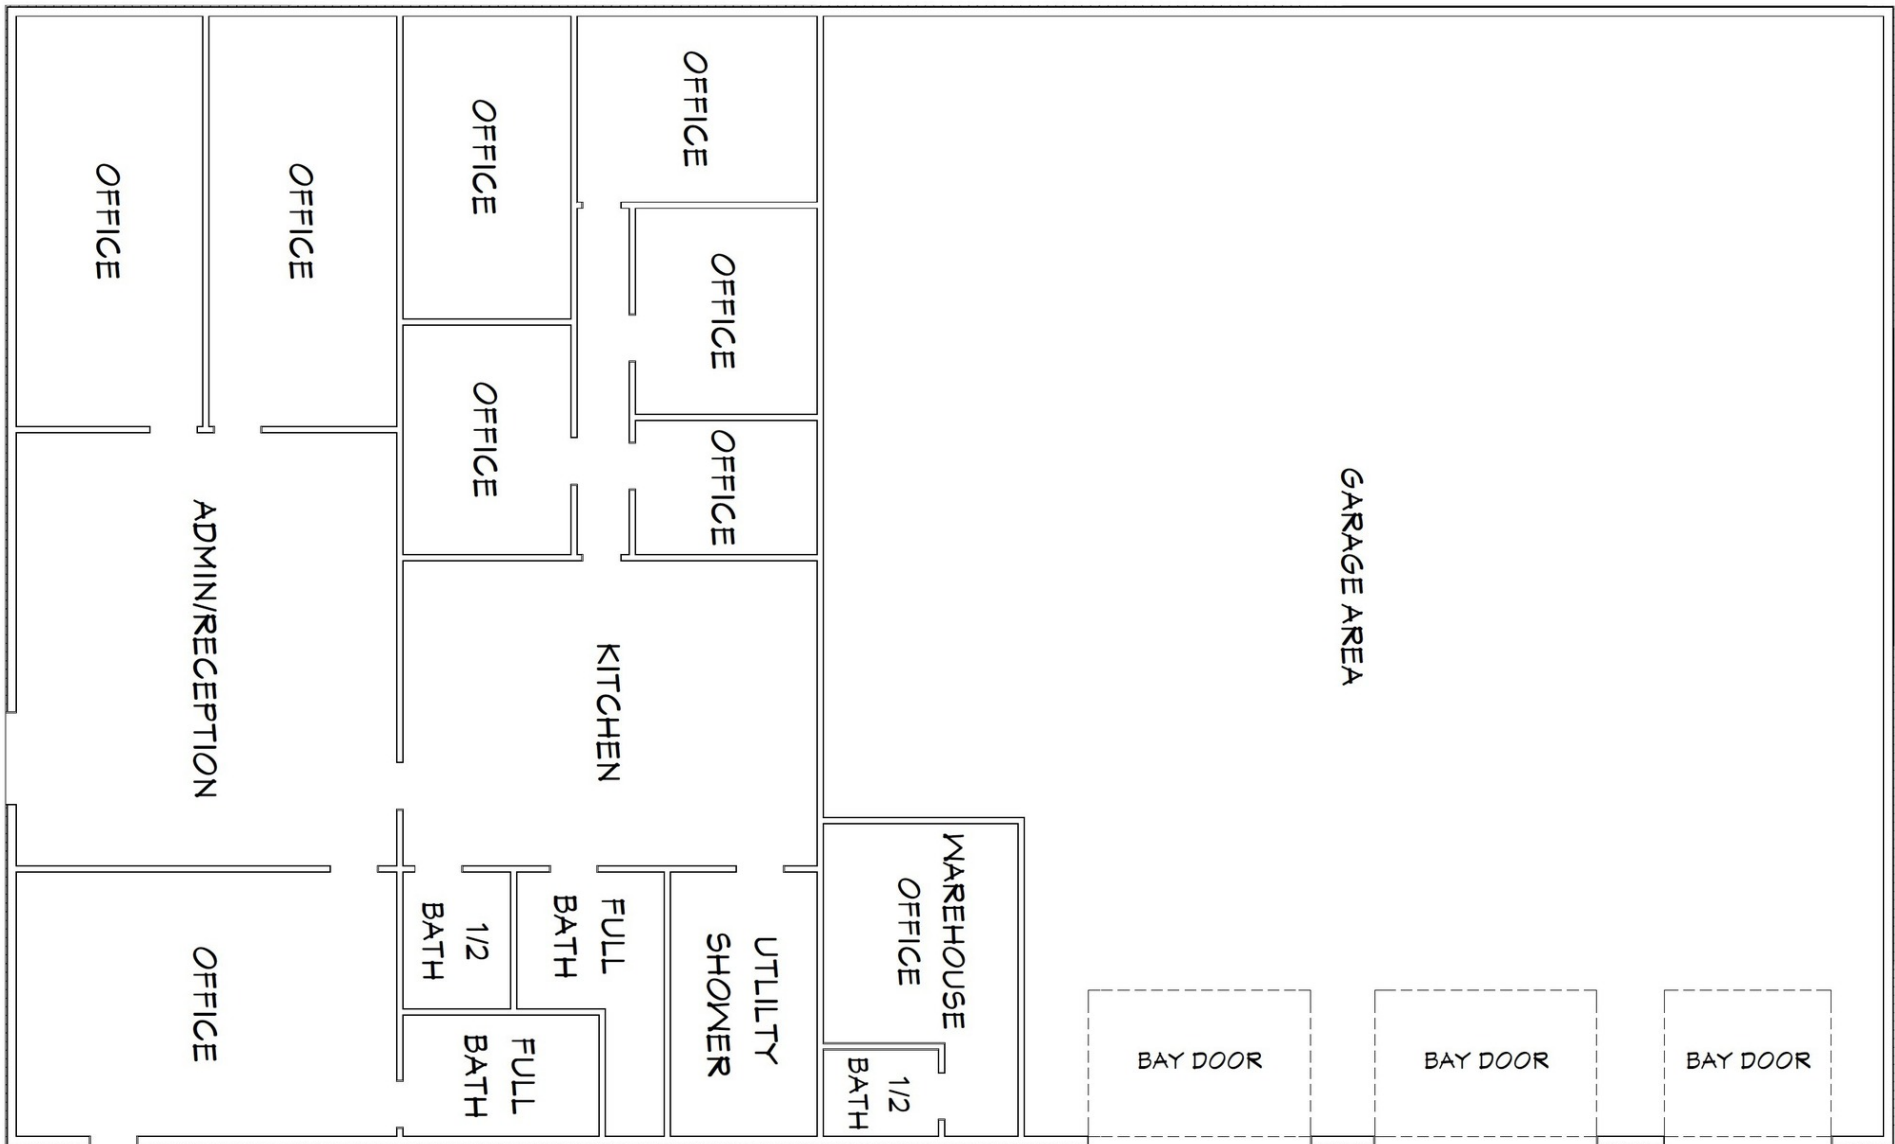 OFFICE
OFFICE
OFFICE
OFFICE
OFFICE
OFFICE
OFFICE
ADMIN/RECEPTION
KITCHEN
GARAGE AREA
OFFICE
1/2
BATH
FULL
BATH
FULL
BATH
UTLILTY
SHOWER
WAREHOUSE
OFFICE
1/2
BATH
BAY DOOR
BAY DOOR
BAY DOOR